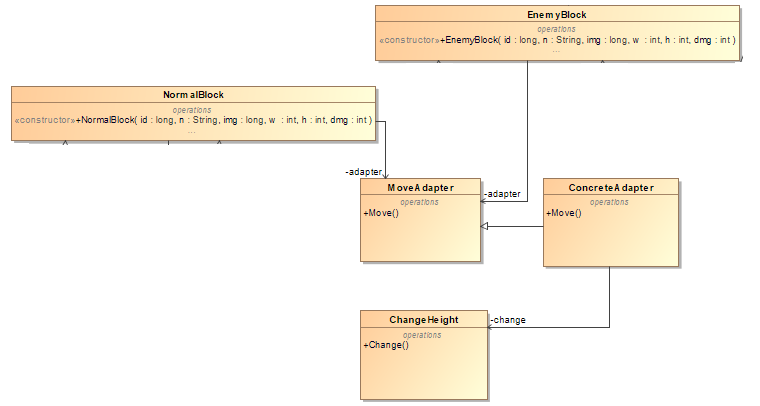 EnemyBlock
operations
«constructor»+EnemyBlock( id : long, n : String, img : long, w : int, h : int, dmg : int )
...
NormalBlock
operations
«constructor»+NormalBlock( id : long, n : String, img : long, w : int, h : int, dmg : int )
...
-adapter
MoveAdapter
operations
+Move()
-adapter
ConcreteAdapter
operations
+Move()
ChangeHeight
operations
+Change()
-change